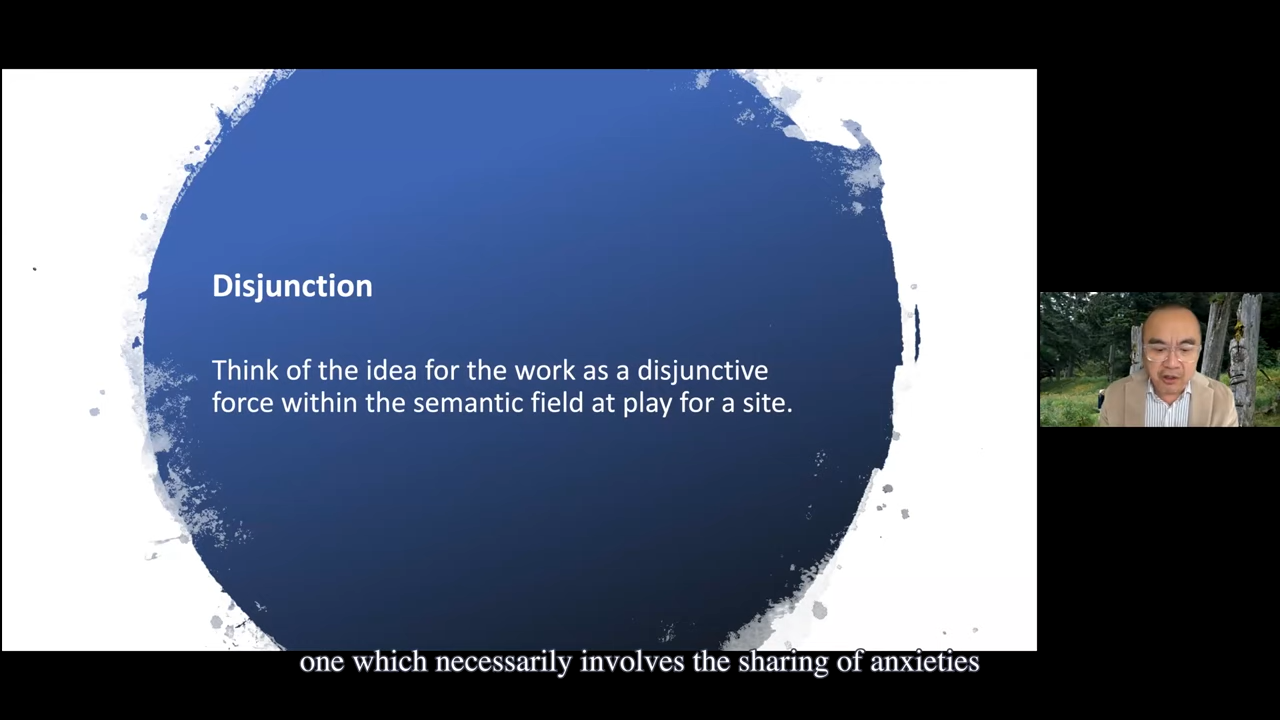 Disjunction
Think of the idea for the work as a disjunctive
force within the semantic field at play for a site.
one which necessarily involves the sharing of anxieties